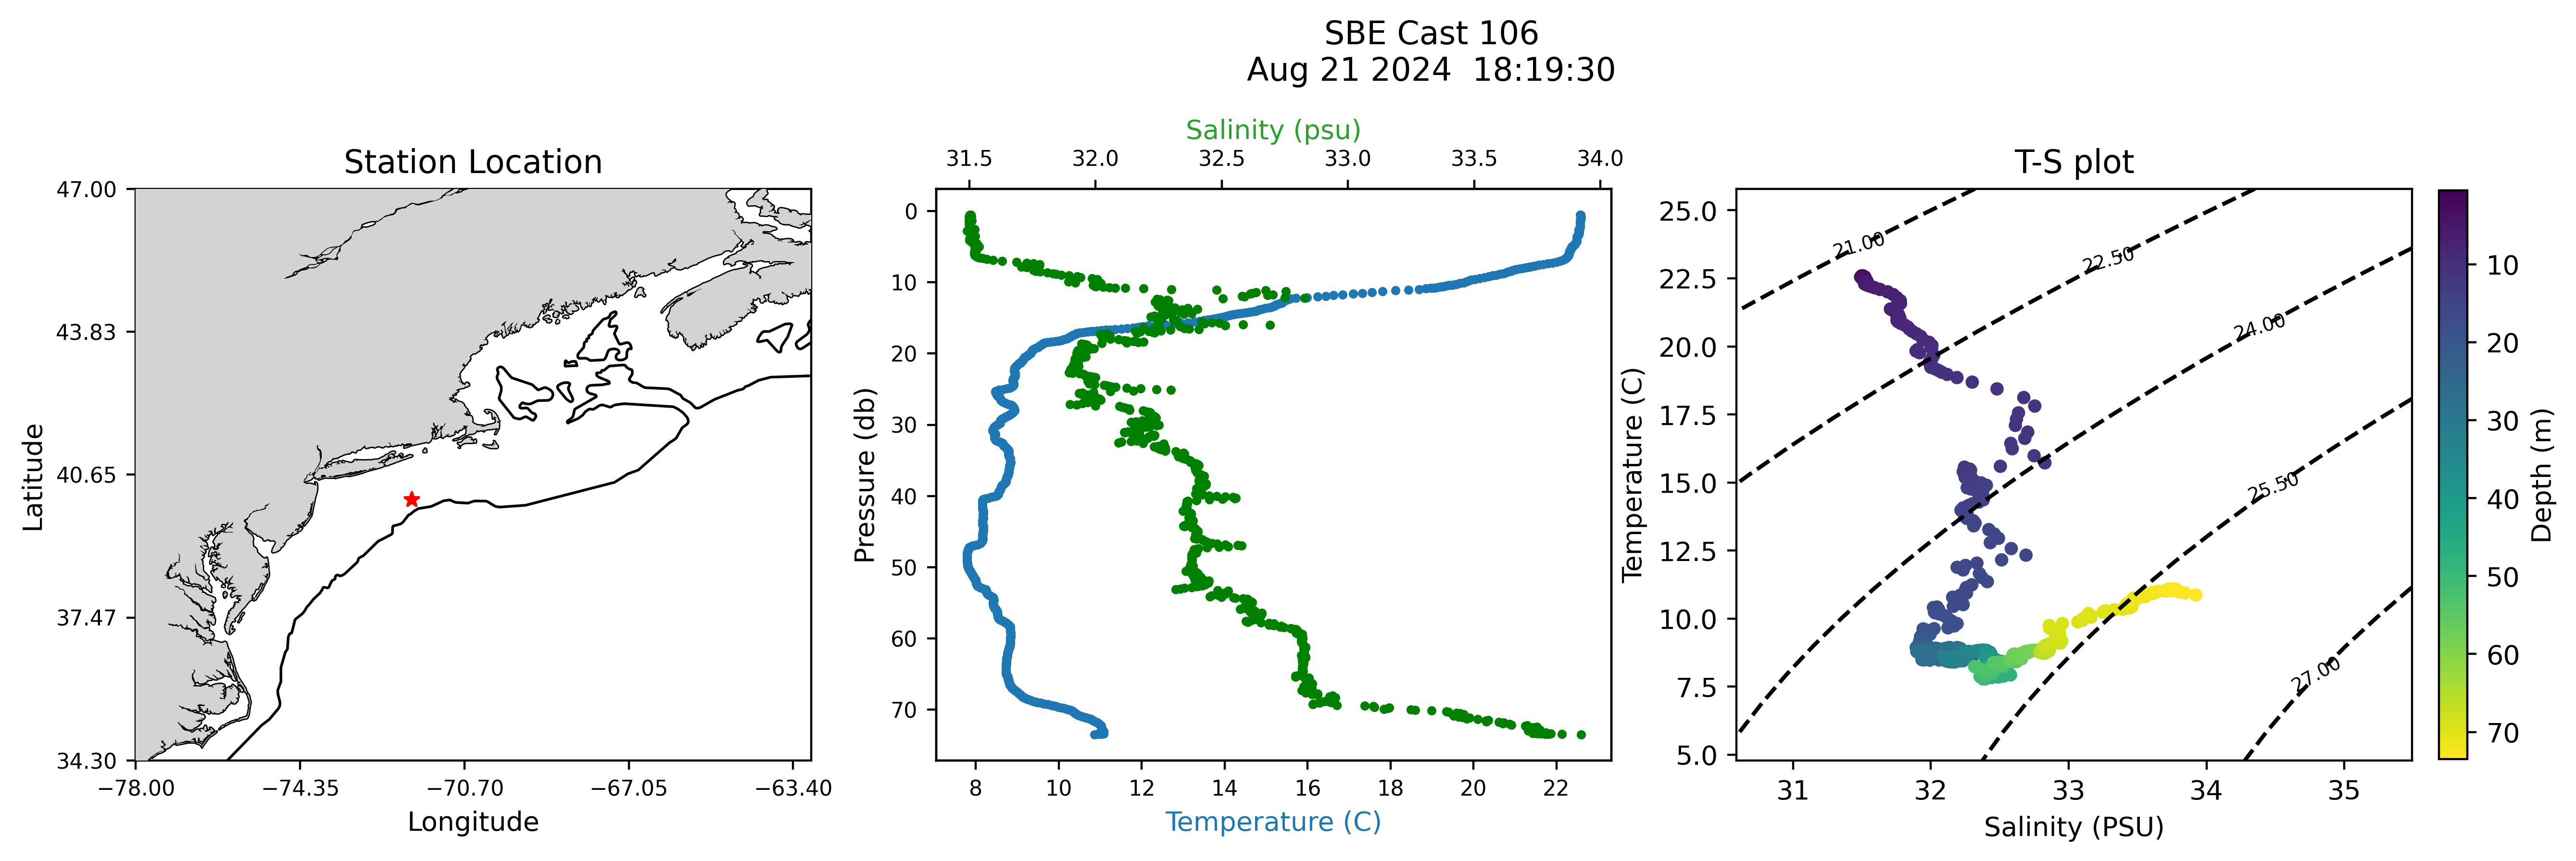 SBE Cast 106
Aug 21 2024  18:19:30
Station Location
47.00
43.83
40.65
37.47
34.30
Latitude
−78.00 −74.35 −70.70 −67.05 −63.40
Longitude
Salinity (psu)
31.5 32.0 32.5 33.0 33.5 34.0
0
10
20
30
40
50
60
70
Pressure (db)
8 10 12 14 16 18 20 22
Temperature (C)
T-S plot
25.0
22.5
20.0
17.5
15.0
12.5
10.0
7.5
5.0
Temperature (C)
21.00
22.50
24.00
25.50
27.00
31 32 33 34 35
Salinity (PSU)
10
20
30
40
50
60
70
Depth (m)